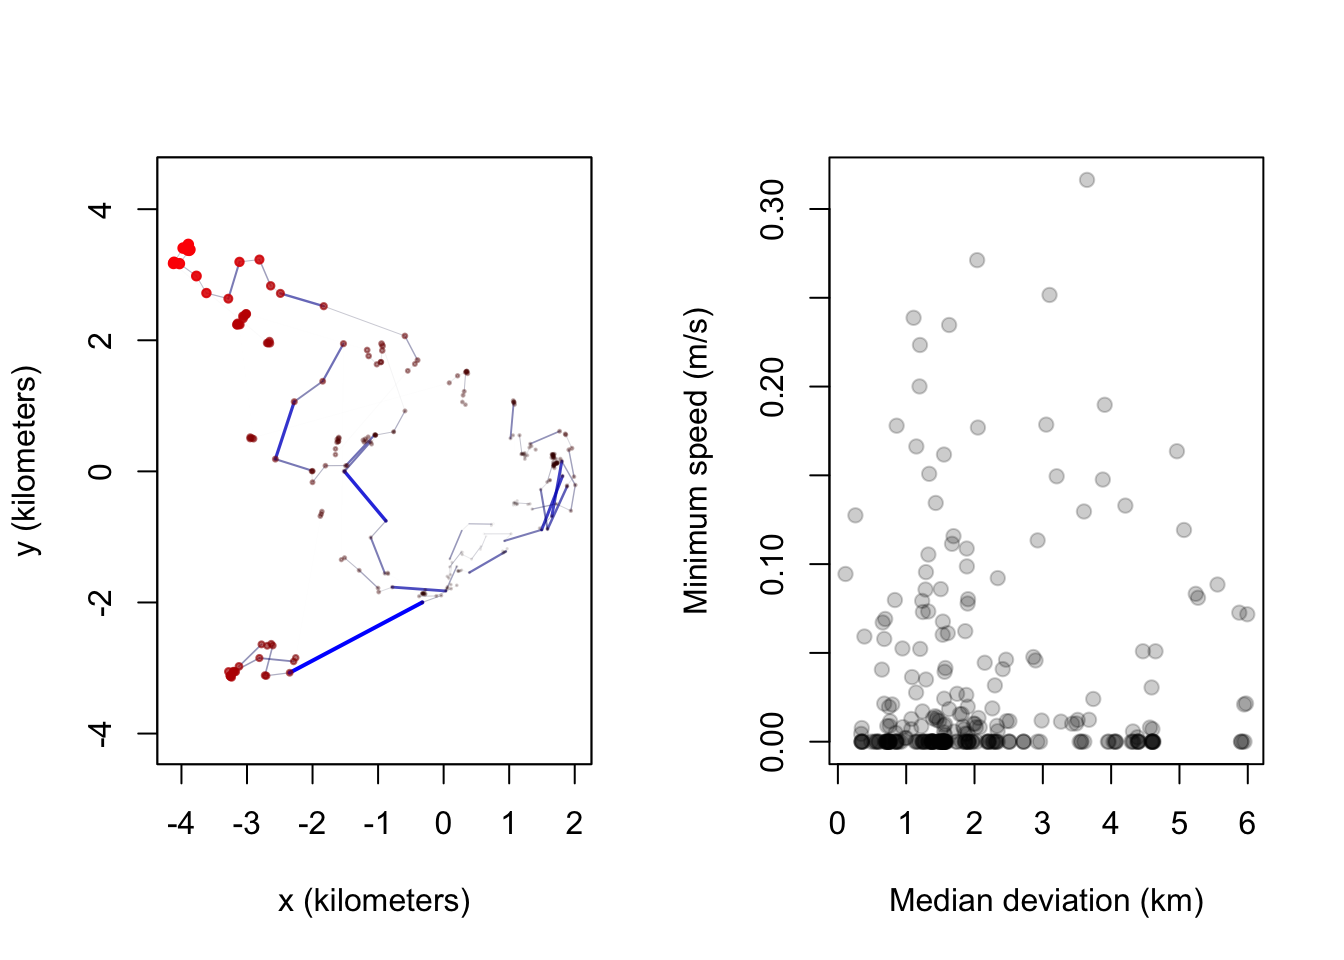 4
2
0
-2
-4
y (kilometers)
-4 -3 -2 -1 0 1 2
x (kilometers)
0.30
0.20
0.10
0.00
Minimum speed (m/s)
0 1 2 3 4 5 6
Median deviation (km)